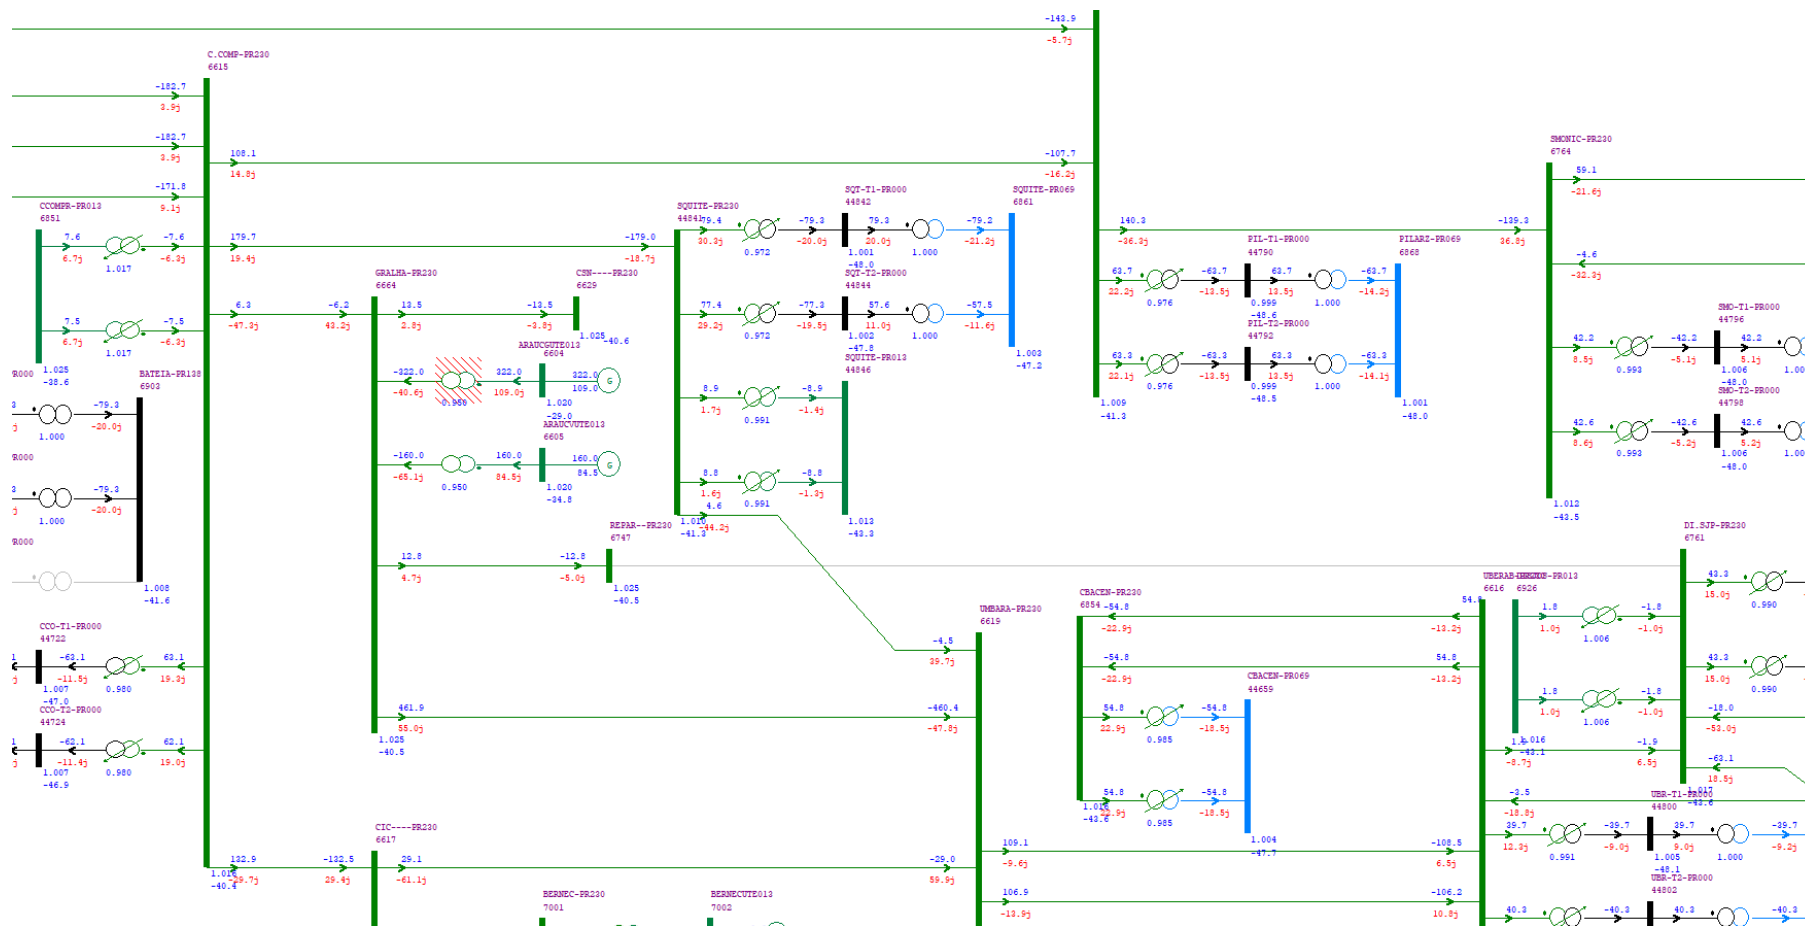 -143.9
-5.7j
C.COMP-PR230
6615
-182.7
3.9j
-182.7
3.9j
-171.8
9.1j
108.1
14.8j
-107.7
-16.2j
SMONIC-PR230
6764
59.1
-21.6j
CCOMPR-PR013
6851
7.6
6.7j
-7.6
-6.3j
1.017
7.5
6.7j
-7.5
-6.3j
1.017
1.025
-38.6
179.7
19.4j
-179.0
-18.7j
6.3
-47.3j
-6.2
43.2j
GRALHA-PR230
6664
13.5
2.8j
-13.5
-3.8j
CSN----PR230
6629
1.025
-40.6
SQUITE-PR230
44841
79.4
30.3j
0.972
-79.3
-20.0j
SQT-T1-PR000
44842
79.3
20.0j
1.001
-48.0
1.000
-79.2
-21.2j
SQUITE-PR069
6861
77.4
29.2j
0.972
-77.3
-19.5j
SQT-T2-PR000
44844
57.6
11.0j
1.002
-47.8
1.000
-57.5
-11.6j
1.003
-47.2
SQUITE-PR013
44846
8.9
1.7j
0.991
-8.9
-1.4j
8.8
1.6j
0.991
-8.8
-1.3j
1.013
-43.3
4.6
-44.2j
1.010
-41.3
140.3
-36.3j
-139.3
36.8j
63.7
22.2j
0.976
-63.7
-13.5j
PIL-T1-PR000
44790
63.7
13.5j
0.999
-48.6
1.000
-63.7
-14.2j
PILARZ-PR069
6868
63.3
22.1j
0.976
-63.3
-13.5j
PIL-T2-PR000
44792
63.3
13.5j
0.999
-48.5
1.000
-63.3
-14.1j
1.001
-48.0
1.009
-41.3
-4.6
-32.3j
42.2
8.5j
0.993
-42.2
-5.1j
SMO-T1-PR000
44796
42.2
5.1j
1.006
-48.0
42.6
8.6j
0.993
-42.6
-5.2j
SMO-T2-PR000
44798
42.6
5.2j
1.006
-48.0
1.012
-43.5
ARAUCGUTE013
6604
-322.0
-40.6j
0.950
322.0
109.0j
322.0
109.0
G
1.020
-29.0
ARAUCVUTE013
6605
-160.0
-65.1j
0.950
160.0
84.5j
160.0
84.5
G
1.020
-34.8
BATEIA-PR138
6903
-79.3
-20.0j
1.000
-79.3
-20.0j
1.000
1.008
-41.6
REPAR--PR230
6747
12.8
4.7j
-12.8
-5.0j
1.025
-40.5
461.9
55.0j
-460.4
-47.8j
1.025
-40.5
UMBARA-PR230
6619
-4.5
39.7j
CCO-T1-PR000
44722
-63.1
-11.5j
0.980
63.1
19.3j
1.007
-47.0
CCO-T2-PR000
44724
-62.1
-11.4j
0.980
62.1
19.0j
1.007
-46.9
CBACEN-PR230
6854
-54.8
-22.9j
-13.2j
-54.8
-22.9j
54.8
-13.2j
54.8
22.9j
0.985
-54.8
-18.5j
CBACEN-PR069
44659
54.8
0.985
-54.8
-18.5j
-43.6
1.004
-47.7
6616
6926
1.8
1.0j
1.006
-1.8
-1.0j
1.8
1.0j
1.006
-1.8
-1.0j
-43.1
DI.SJP-PR230
6761
43.3
15.0j
0.990
43.3
15.0j
0.990
-18.0
-53.0j
-8.7j
-1.9
6.5j
-63.1
18.5j
-3.5
-18.8j
UBR-T1-PR000
44800
39.7
12.3j
0.991
-39.7
-9.0j
39.7
9.0j
1.005
-48.1
1.000
-39.7
-9.2j
UBR-T2-PR000
44802
40.3
-40.3
40.3
-40.3
132.9
-40.4
-132.5
29.4j
CIC----PR230
6617
29.1
-61.1j
-29.0
59.9j
109.1
-9.6j
-108.5
6.5j
106.9
-13.9j
-106.2
10.8j
BERNEC-PR230
7001
BERNECUTE013
7002